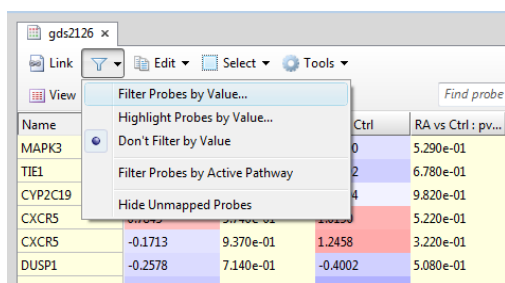 gds2126 ×
Link Edit Select Tools
View Filter Probes by Value... Find probe
Highlight Probes by Value...
Name Ctrl RA vs Ctrl : pv...
Don't Filter by Value
MAPK3 0 5.290e-01
TIE1 Filter Probes by Active Pathway 2 6.780e-01
CYP2C19 4 9.820e-01
Hide Unmapped Probes
CXCR5 5.220e-01
CXCR5 -0.1713 9.370e-01 1.2458 3.220e-01
DUSP1 -0.2578 7.140e-01 -0.4002 5.080e-01